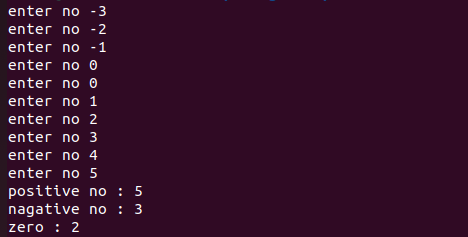 enter no -3
enter no -2
enter no -1
enter no 0
enter no 0
enter no 1
enter no 2
enter no 3
enter no 4
enter no 5
positive no : 5
nagative no : 3
zero : 2